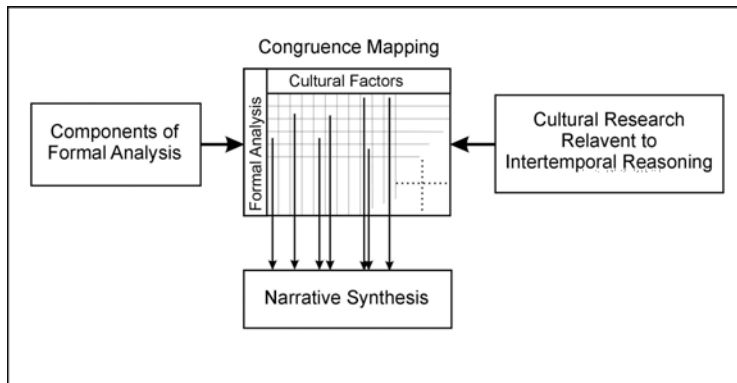 Congruence Mapping
Cultural Factors
Formal Analysis
Components of
Formal Analysis
Cultural Research
Relavent to
Intertemporal Reasoning
Narrative Synthesis